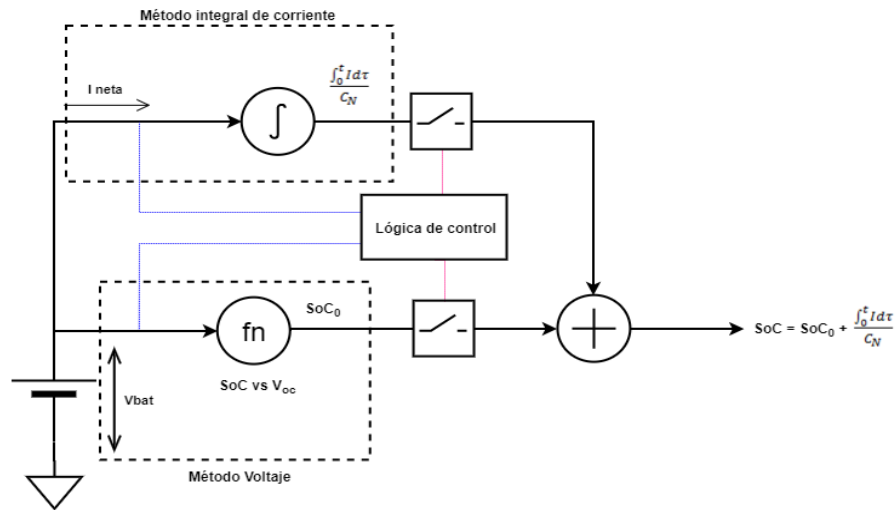 Método integral de corriente
I neta
∫
∫₀ᵗ Idτ
C_N
Lógica de control
SoC₀
fn
SoC vs Vₒc
Vbat
Método Voltaje
SoC = SoC₀ + ∫₀ᵗ Idτ / C_N